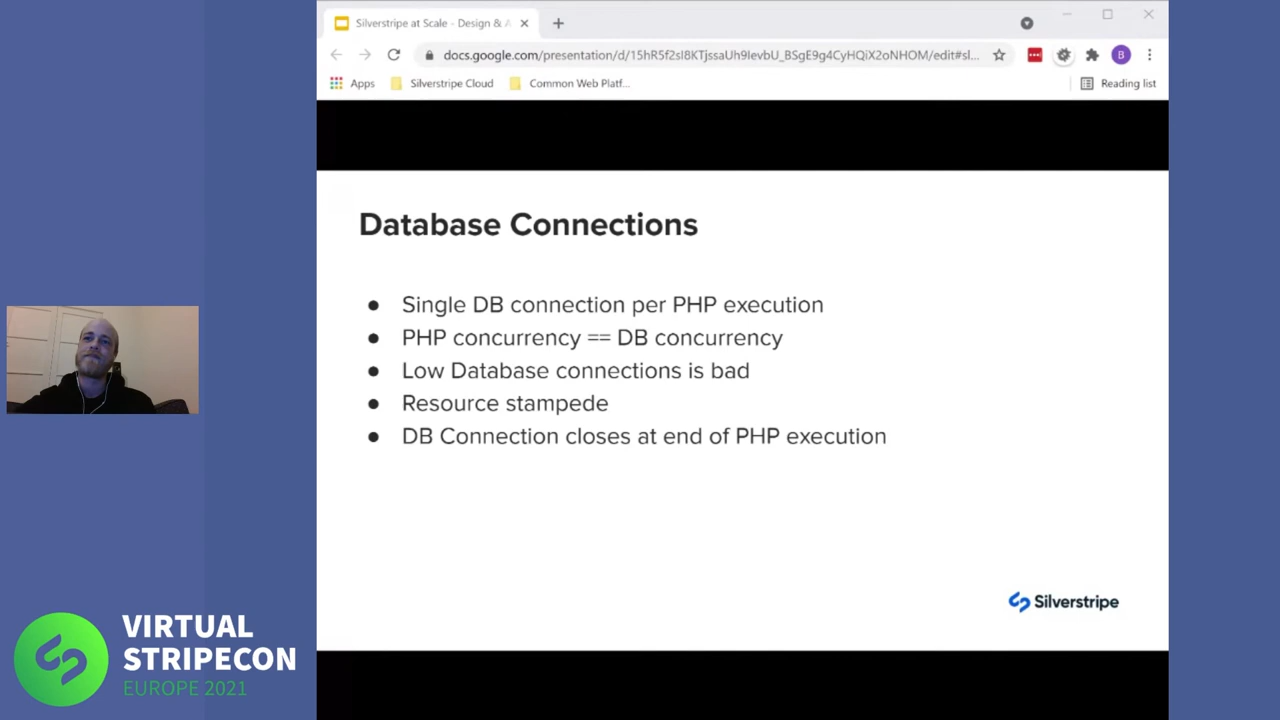 Silverstripe at Scale - Design & A
docs.google.com/presentation/d/15hR5f2sI8KTjssaUh9IevbU_BSgE9g4CyHQiX2oNHOM/edit#sl...
B
Apps
Silverstripe Cloud
Common Web Platf...
Reading list
Database Connections
● Single DB connection per PHP execution
● PHP concurrency == DB concurrency
● Low Database connections is bad
● Resource stampede
● DB Connection closes at end of PHP execution
Silverstripe
VIRTUAL
STRIPECON
EUROPE 2021